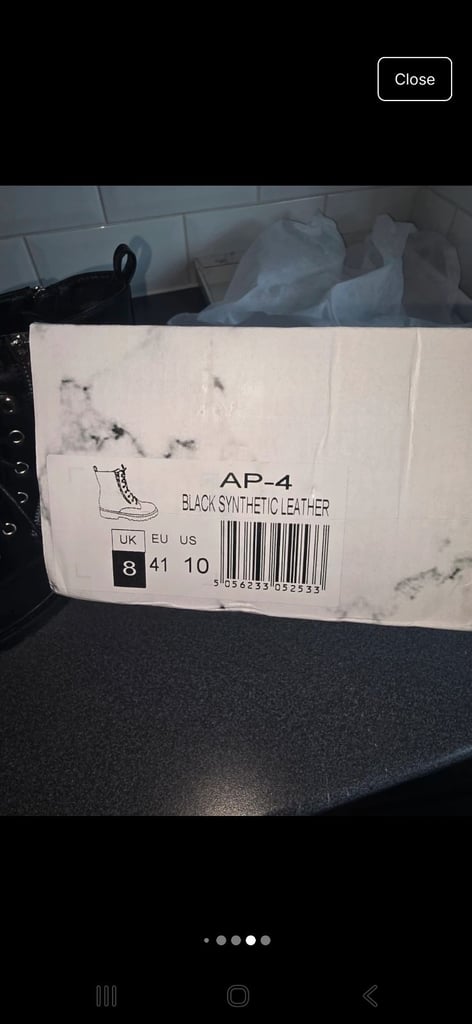 Close
AP-4
BLACK SYNTHETIC LEATHER
UK EU US
8 41 10
5 056233 052533